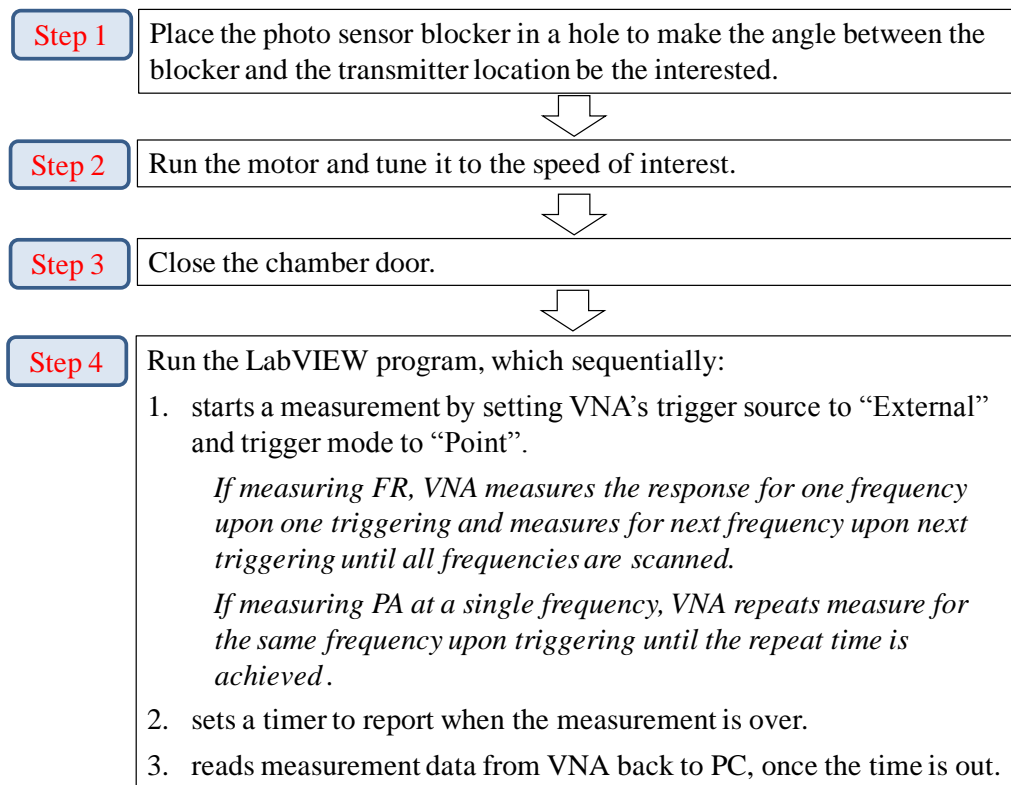 Step 1
Place the photo sensor blocker in a hole to make the angle between the
blocker and the transmitter location be the interested.
Step 2
Run the motor and tune it to the speed of interest.
Step 3
Close the chamber door.
Step 4
Run the LabVIEW program, which sequentially:
1. starts a measurement by setting VNA’s trigger source to “External”
and trigger mode to “Point”.
If measuring FR, VNA measures the response for one frequency
upon one triggering and measures for next frequency upon next
triggering until all frequencies are scanned.
If measuring PA at a single frequency, VNA repeats measure for
the same frequency upon triggering until the repeat time is
achieved.
2. sets a timer to report when the measurement is over.
3. reads measurement data from VNA back to PC, once the time is out.